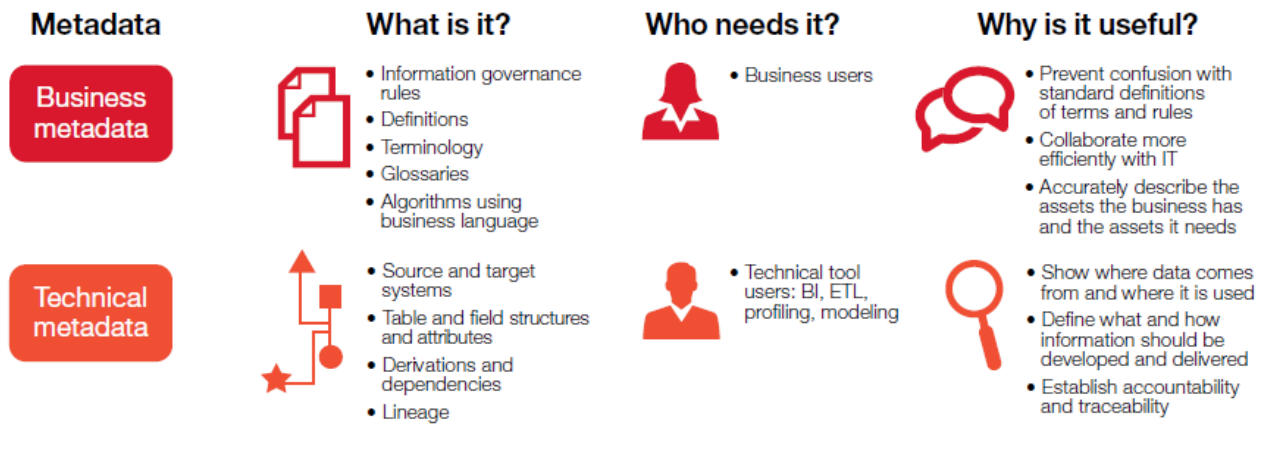 Metadata
What is it?
Who needs it?
Why is it useful?
Business
metadata
• Information governance
rules
• Definitions
• Terminology
• Glossaries
• Algorithms using
business language
• Business users
• Prevent confusion with
standard definitions
of terms and rules
• Collaborate more
efficiently with IT
• Accurately describe the
assets the business has
and the assets it needs
Technical
metadata
• Source and target
systems
• Table and field structures
and attributes
• Derivations and
dependencies
• Lineage
• Technical tool
users: BI, ETL,
profiling, modeling
• Show where data comes
from and where it is used
• Define what and how
information should be
developed and delivered
• Establish accountability
and traceability